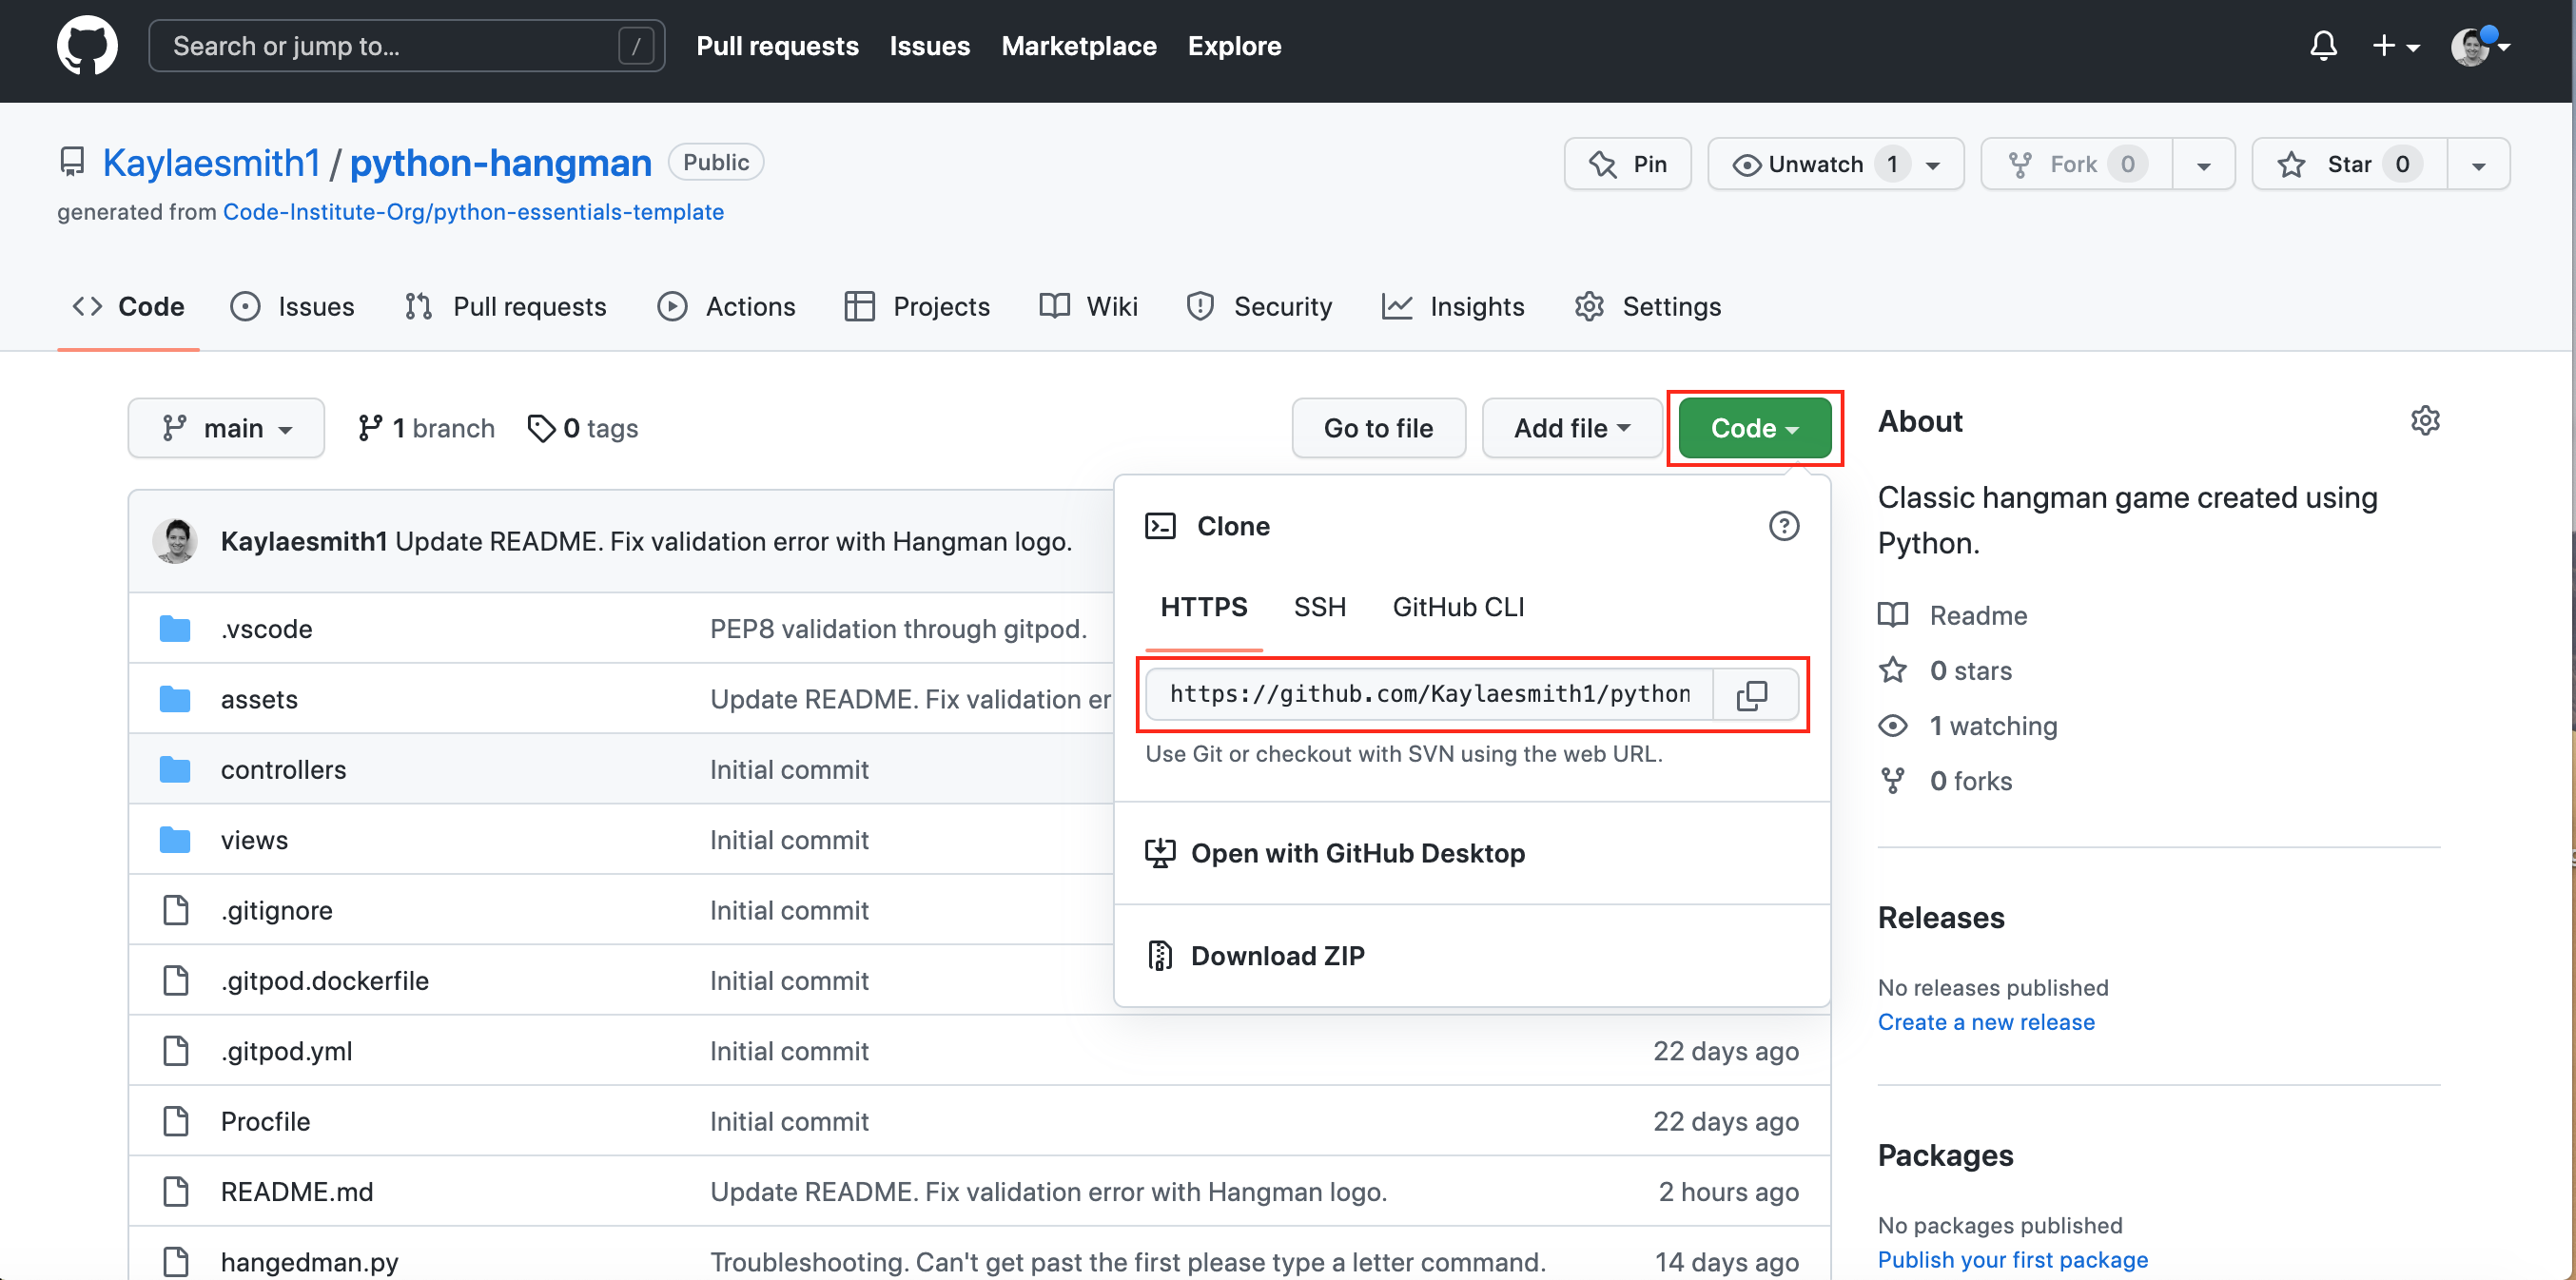 Search or jump to... /
Pull requests Issues Marketplace Explore
Kaylaesmith1 / python-hangman Public
Pin Unwatch 1 Fork 0 Star 0
generated from Code-Institute-Org/python-essentials-template
Code Issues Pull requests Actions Projects Wiki Security Insights Settings
main 1 branch 0 tags
Go to file Add file Code
Kaylaesmith1 Update README. Fix validation error with Hangman logo.
.vscode PEP8 validation through gitpod.
assets Update README. Fix validation er
controllers Initial commit
views Initial commit
.gitignore Initial commit
.gitpod.dockerfile Initial commit
.gitpod.yml Initial commit 22 days ago
Procfile Initial commit 22 days ago
README.md Update README. Fix validation error with Hangman logo. 2 hours ago
hangedman.py Troubleshooting. Can't get past the first please type a letter command. 14 days ago
Clone
HTTPS SSH GitHub CLI
https://github.com/Kaylaesmith1/python
Use Git or checkout with SVN using the web URL.
Open with GitHub Desktop
Download ZIP
About
Classic hangman game created using
Python.
Readme
0 stars
1 watching
0 forks
Releases
No releases published
Create a new release
Packages
No packages published
Publish your first package